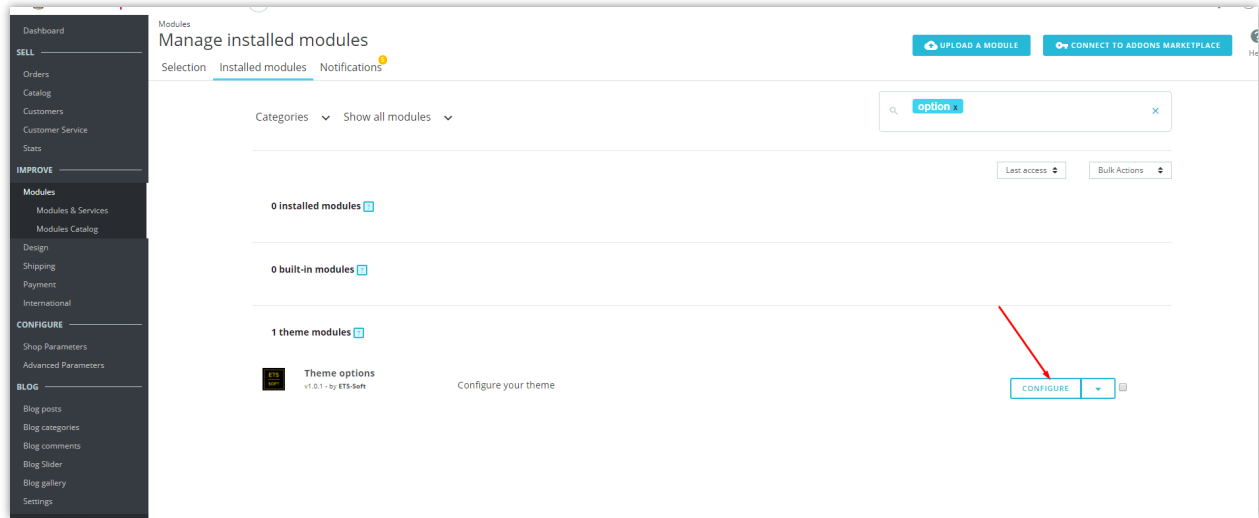 Dashboard
SELL
Orders
Catalog
Customers
Customer Service
Stats
IMPROVE
Modules
Modules & Services
Modules Catalog
Design
Shipping
Payment
International
CONFIGURE
Shop Parameters
Advanced Parameters
BLOG
Blog posts
Blog categories
Blog comments
Blog Slider
Blog gallery
Settings
Modules
Manage installed modules
UPLOAD A MODULE
CONNECT TO ADDONS MARKETPLACE
Selection Installed modules Notifications
Categories Show all modules
option x
Last access Bulk Actions
0 installed modules ?
0 built-in modules ?
1 theme modules ?
ETS
SOFT
Theme options
v1.0.1 - by ETS-Soft
Configure your theme
CONFIGURE